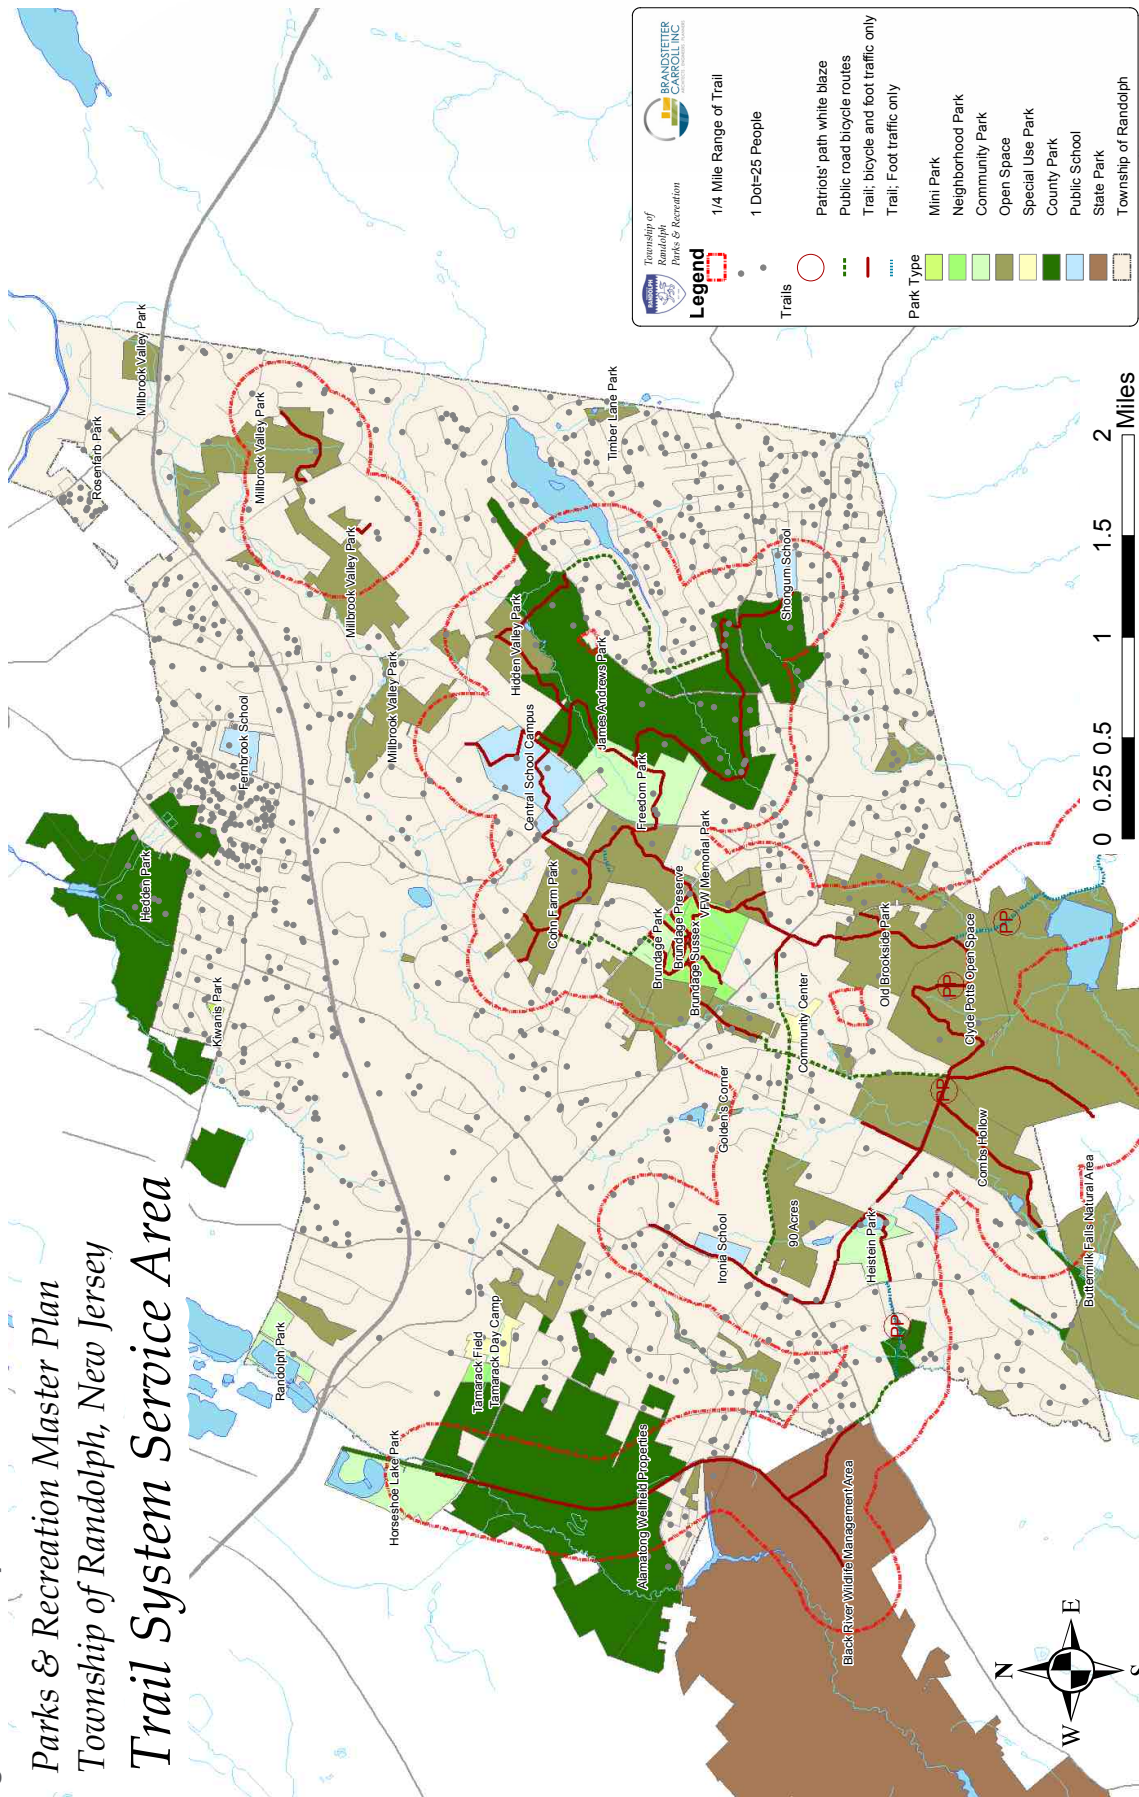 Parks & Recreation Master Plan
Township of Randolph, New Jersey
Trail System Service Area
Rosenfarb Park
Millbrook Valley Park
Millbrook Valley Park
Millbrook Valley Park
Millbrook Valley Park
Timber Lane Park
Fernbrook School
Hedden Park
Kiwanis Park
Hidden Valley Park
Central School Campus
James Andrews Park
Freedom Park
Shongum School
Cohn Farm Park
Brundage Park
Brundage Preserve
Brundage Sussex
VFW Memorial Park
Community Center
Old Brookside Park
Clyde Potts Open Space
Golden's Corner
Combs Hollow
Buttermilk Falls Natural Area
90 Acres
Heistein Park
Ironia School
Randolph Park
Tamarack Field
Tamarack Day Camp
Horseshoe Lake Park
Alamatong Wellfield Properties
Black River Wildlife Management Area
PP
PP
PP
PP
RANDOLPH
Township of
Randolph
Parks & Recreation
BRANDSTETTER
CARROLL INC
Legend
1/4 Mile Range of Trail
1 Dot=25 People
Trails
Patriots' path white blaze
Public road bicycle routes
Trail; bicycle and foot traffic only
Trail; Foot traffic only
Park Type
Mini Park
Neighborhood Park
Community Park
Open Space
Special Use Park
County Park
Public School
State Park
Township of Randolph
0 0.25 0.5 1 1.5 2
Miles
N
W E
S